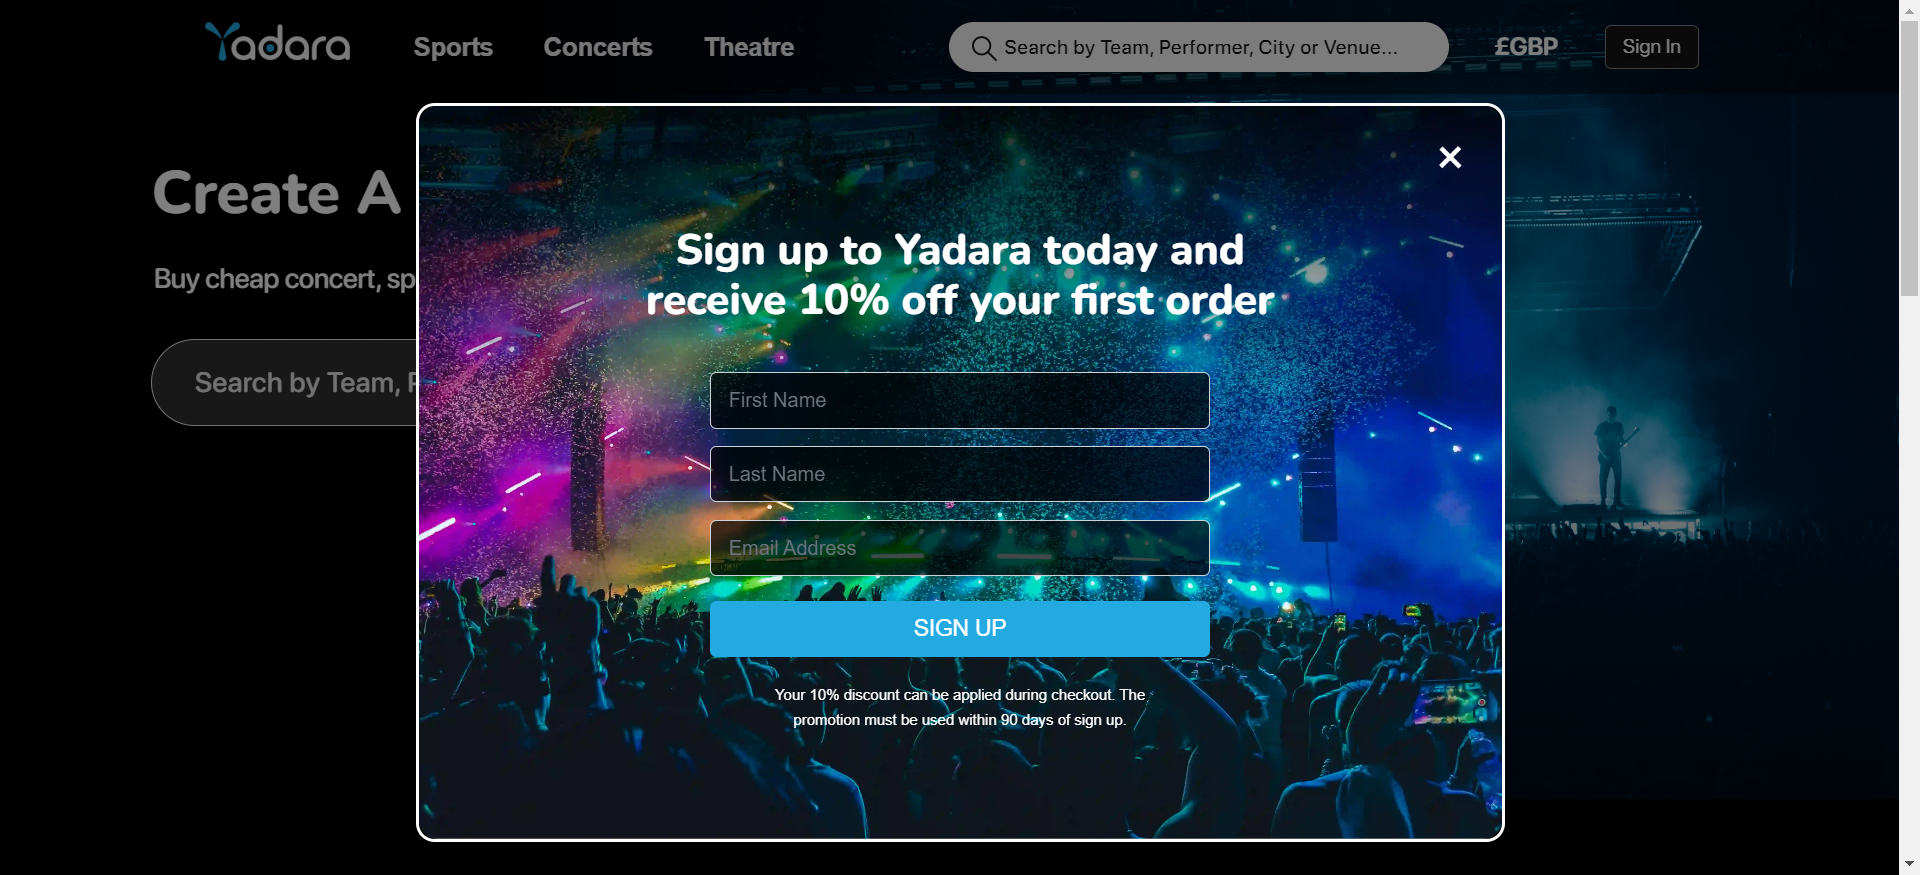 Yadara
Sports
Concerts
Theatre
Search by Team, Performer, City or Venue...
£GBP
Sign In
Create A
Buy cheap concert, sp
Search by Team,
Sign up to Yadara today and
receive 10% off your first order
First Name
Last Name
Email Address
SIGN UP
Your 10% discount can be applied during checkout. The
promotion must be used within 90 days of sign up.